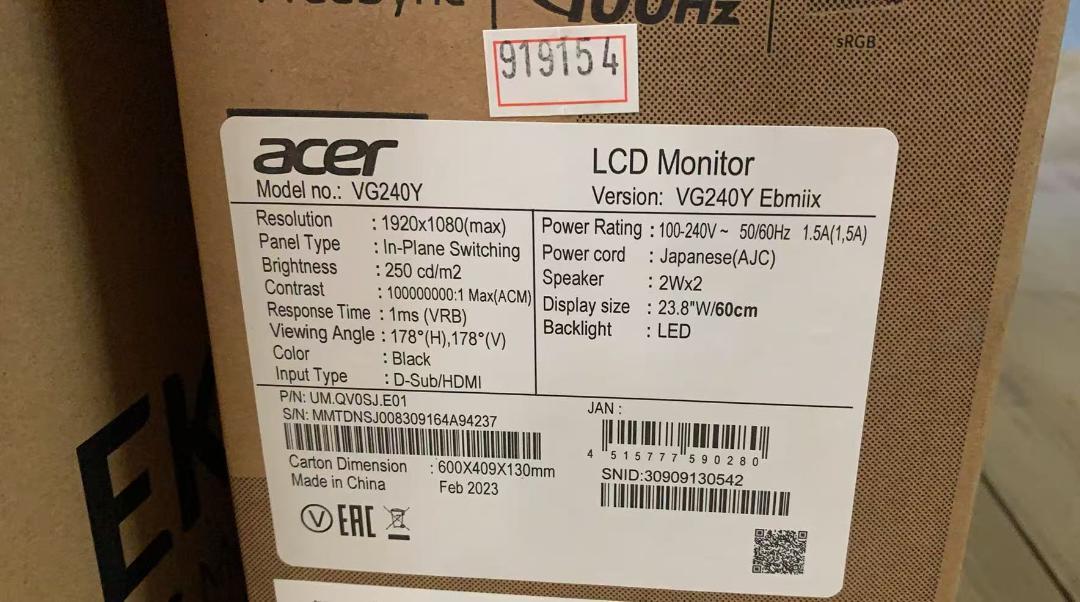 FreeSync
100Hz
sRGB
919154
acer
LCD Monitor
Model no.: VG240Y
Version: VG240Y Ebmiix
Resolution : 1920x1080(max)
Panel Type : In-Plane Switching
Brightness : 250 cd/m2
Contrast : 100000000:1 Max(ACM)
Response Time : 1ms (VRB)
Viewing Angle : 178°(H),178°(V)
Color : Black
Input Type : D-Sub/HDMI
Power Rating : 100-240V ~ 50/60Hz 1.5A(1,5A)
Power cord : Japanese(AJC)
Speaker : 2Wx2
Display size : 23.8"W/60cm
Backlight : LED
P/N: UM.QV0SJ.E01
S/N: MMTDNSJ008309164A94237
Carton Dimension : 600X409X130mm
Made in China Feb 2023
EAC
JAN :
4 515777 590280
SNID:30909130542
EK